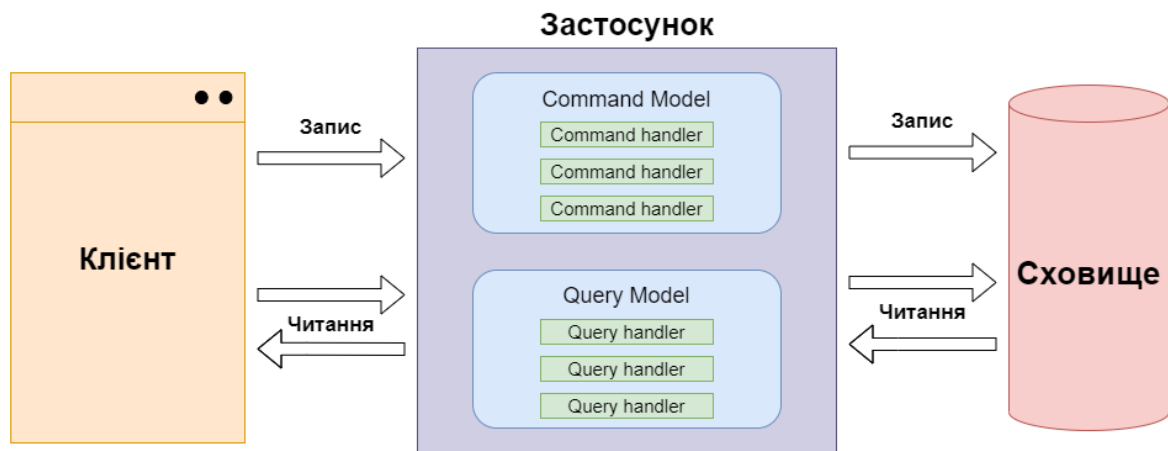 Застосунок
Command Model
Command handler
Command handler
Command handler
Запис
Запис
Клієнт
Сховище
Query Model
Query handler
Query handler
Query handler
Читання
Читання